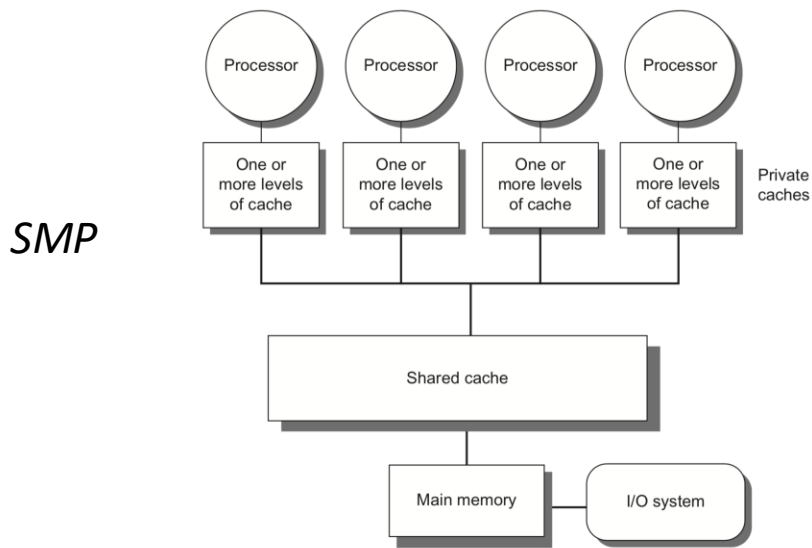 Processor
Processor
Processor
Processor
One or
more levels
of cache
One or
more levels
of cache
One or
more levels
of cache
One or
more levels
of cache
Private
caches
SMP
Shared cache
Main memory
I/O system